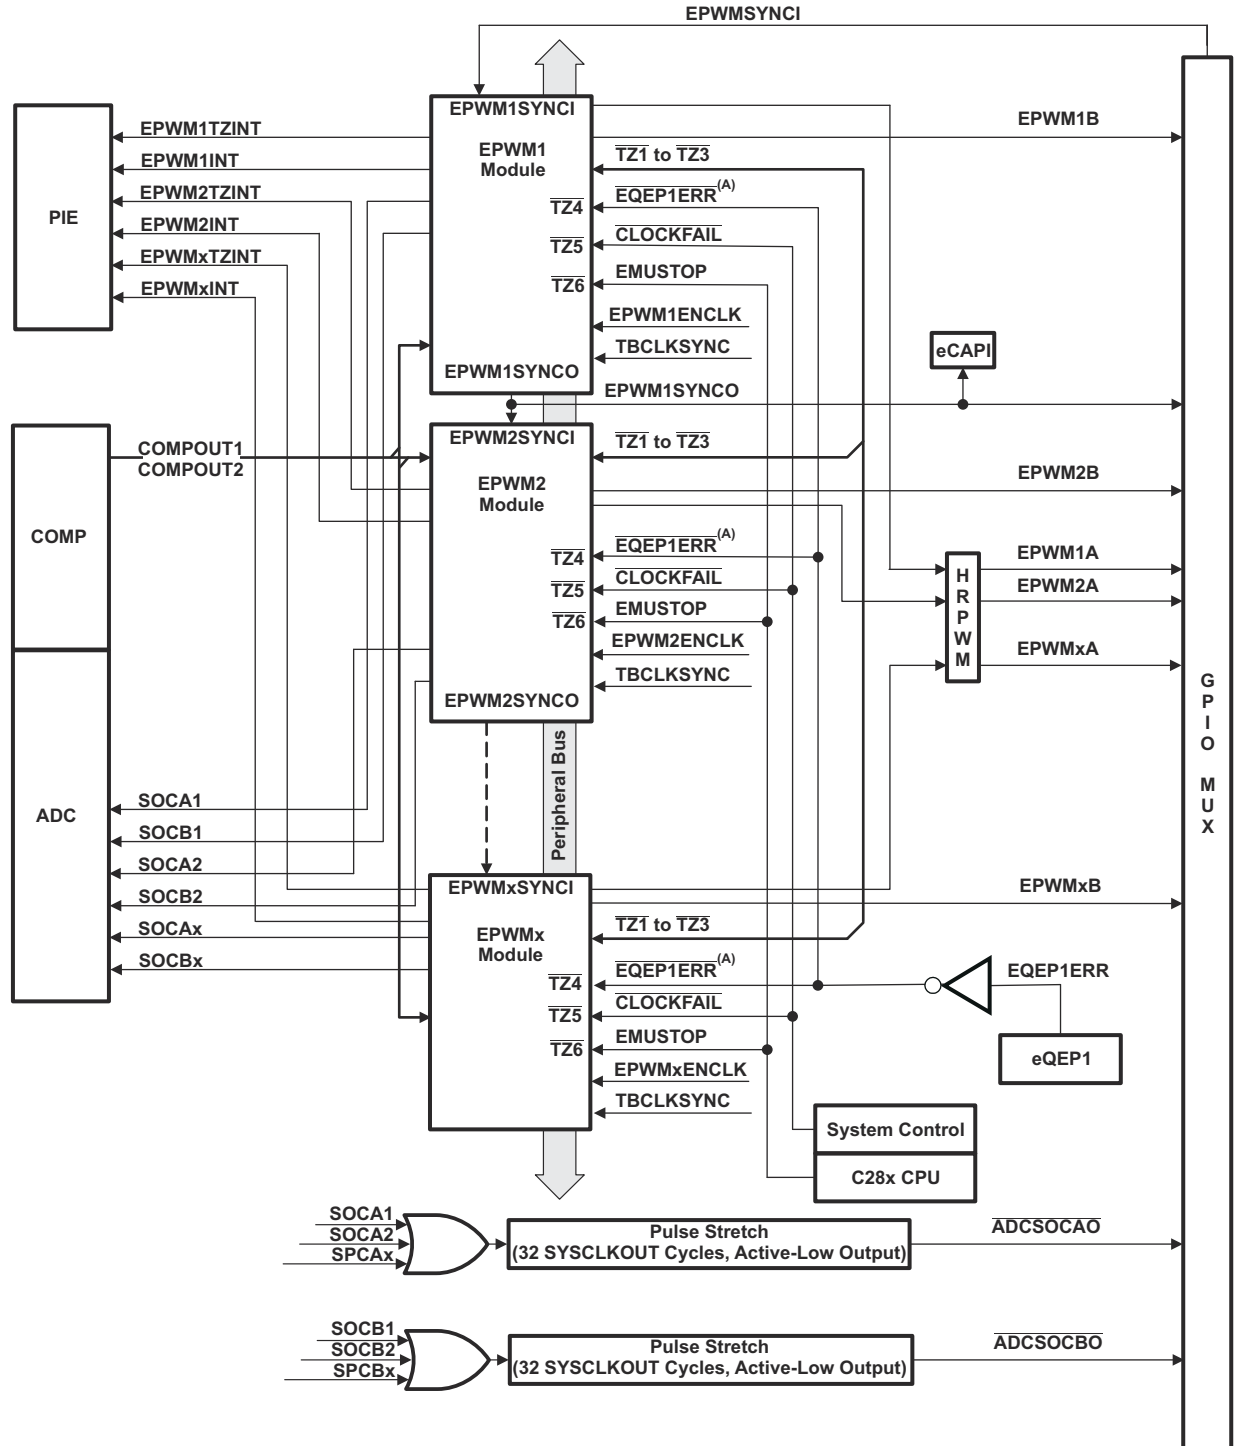 EPWMSYNCI
EPWM1SYNCI
EPWM1B
EPWM1TZINT
EPWM1
Module
TZ1 to TZ3
EPWM1INT
EPWM2TZINT
TZ4
EQEP1ERR(A)
PIE
EPWM2INT
TZ5
CLOCKFAIL
EPWMxTZINT
TZ6
EMUSTOP
EPWMxINT
EPWM1ENCLK
TBCLKSYNC
eCAPI
EPWM1SYNCO
EPWM1SYNCO
EPWM2SYNCI
TZ1 to TZ3
COMPOUT1
COMPOUT2
EPWM2
Module
EPWM2B
COMP
TZ4
EQEP1ERR(A)
EPWM1A
TZ5
CLOCKFAIL
HRPWM
EPWM2A
TZ6
EMUSTOP
EPWM2ENCLK
EPWMxA
TBCLKSYNC
EPWM2SYNCO
GPIO MUX
Peripheral Bus
ADC
SOCA1
SOCB1
SOCA2
SOCB2
SOCAx
SOCBx
EPWMxSYNCI
EPWMxB
EPWMx
Module
TZ1 to TZ3
TZ4
EQEP1ERR(A)
EQEP1ERR
TZ5
CLOCKFAIL
TZ6
EMUSTOP
eQEP1
EPWMxENCLK
TBCLKSYNC
System Control
C28x CPU
SOCA1
SOCA2
SPCAx
Pulse Stretch
(32 SYSCLKOUT Cycles, Active-Low Output)
ADCSOCAO
SOCB1
SOCB2
SPCBx
Pulse Stretch
(32 SYSCLKOUT Cycles, Active-Low Output)
ADCSOCBO